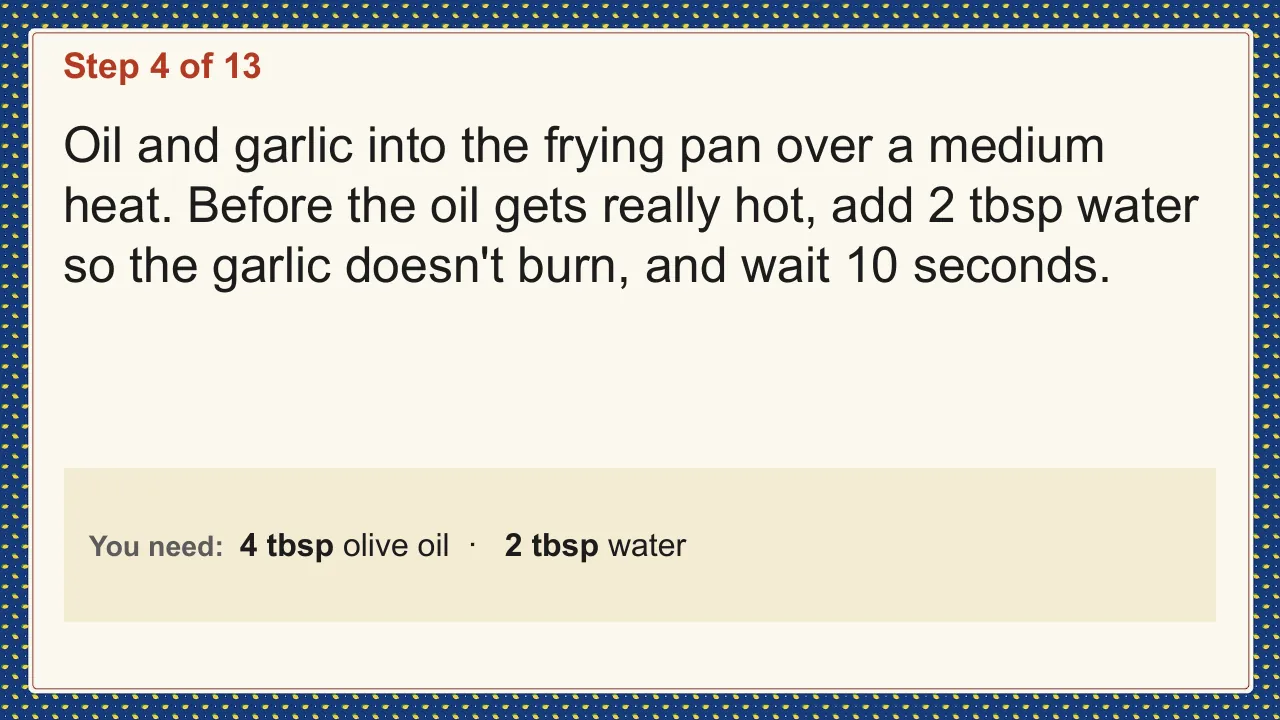 Step 4 of 13
Oil and garlic into the frying pan over a medium
heat. Before the oil gets really hot, add 2 tbsp water
so the garlic doesn't burn, and wait 10 seconds.
You need: 4 tbsp olive oil · 2 tbsp water